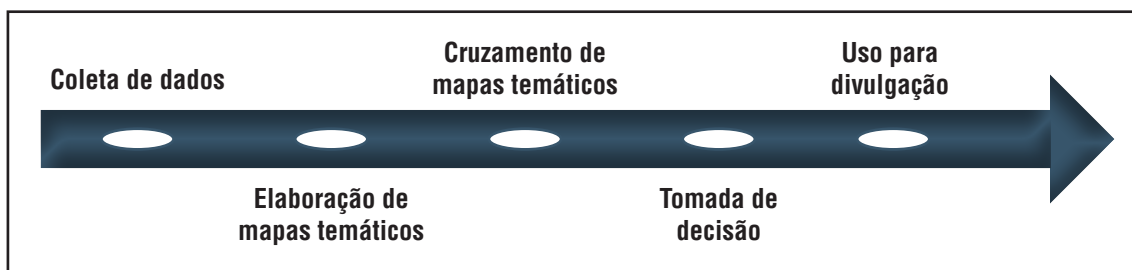 Coleta de dados
Elaboração de
mapas temáticos
Cruzamento de
mapas temáticos
Tomada de
decisão
Uso para
divulgação